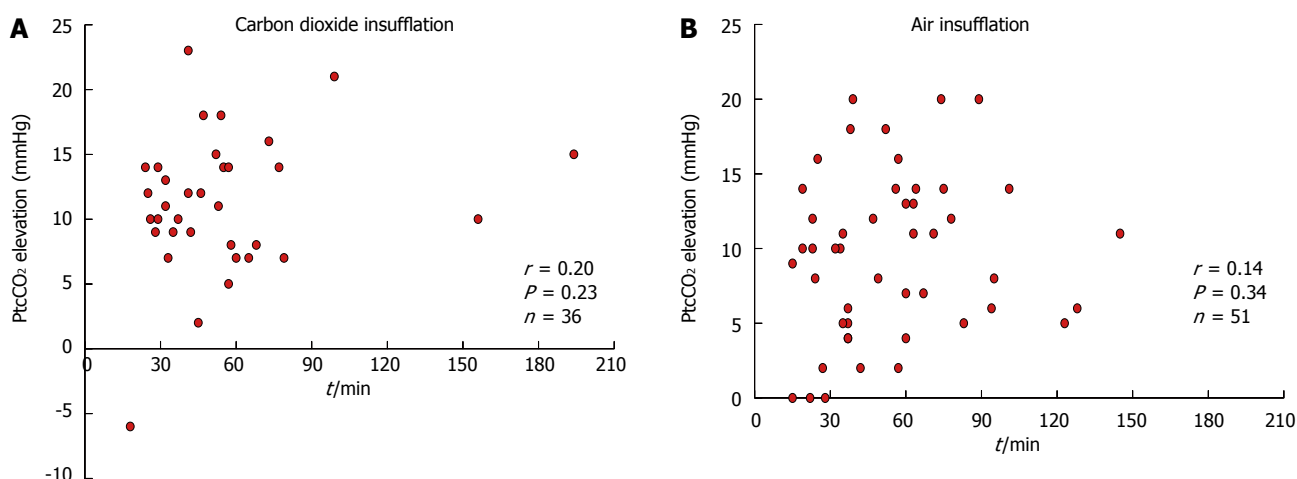 A
Carbon dioxide insufflation
25
20
15
10
5
0
-5
-10
PtcCO₂ elevation (mmHg)
0 30 60 90 120 150 180 210
t/min
r = 0.20
P = 0.23
n = 36
B
Air insufflation
25
20
15
10
5
0
PtcCO₂ elevation (mmHg)
0 30 60 90 120 150 180 210
t/min
r = 0.14
P = 0.34
n = 51